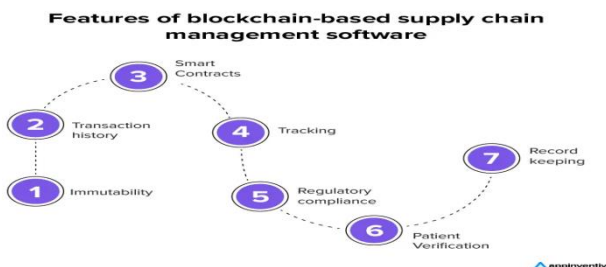 Features of blockchain-based supply chain
management software
1
Immutability
2
Transaction
history
3
Smart
Contracts
4
Tracking
5
Regulatory
compliance
6
Patient
Verification
7
Record
keeping
appinventiv